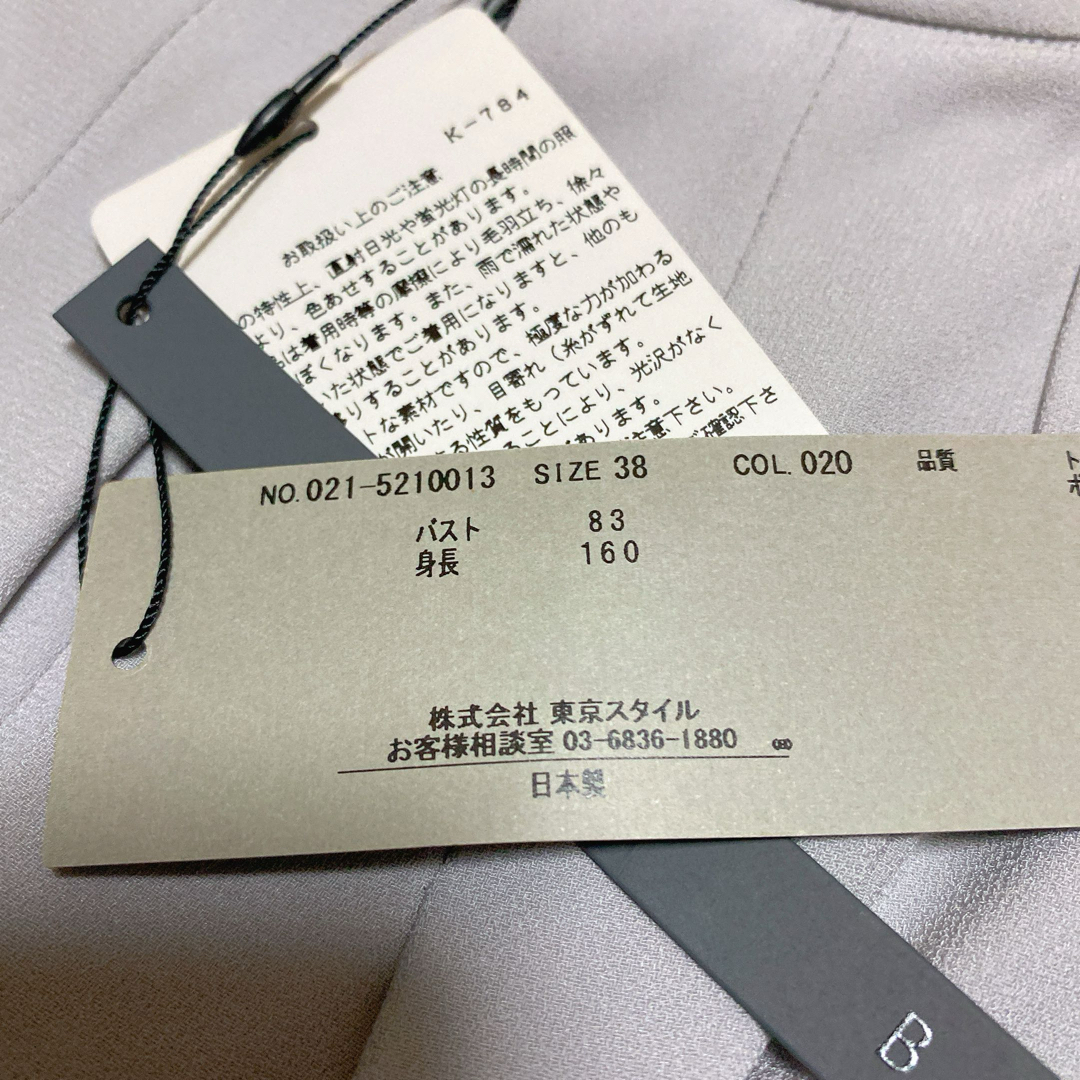 K-784
お取扱い上のご注意
の特性上、直射日光や蛍光灯の長時間の照
より、色あせすることがあります。
は着用時等の摩擦により毛羽立ち、徐々
ぽくなります。また、雨で濡れた状態や
いた状態でご着用になりますと、他のも
りすることがあります。
トな素材ですので、極度な力が加わる
が開いたり、目寄れ(糸がずれて生地
る性質をもっています。
ることにより、光沢がなく
があります。
注意下さい。
ご確認下さ
NO. 021-5210013 SIZE 38 COL. 020 品質
バスト 83
身長 160
株式会社 東京スタイル
お客様相談室 03-6836-1880
日本製
B